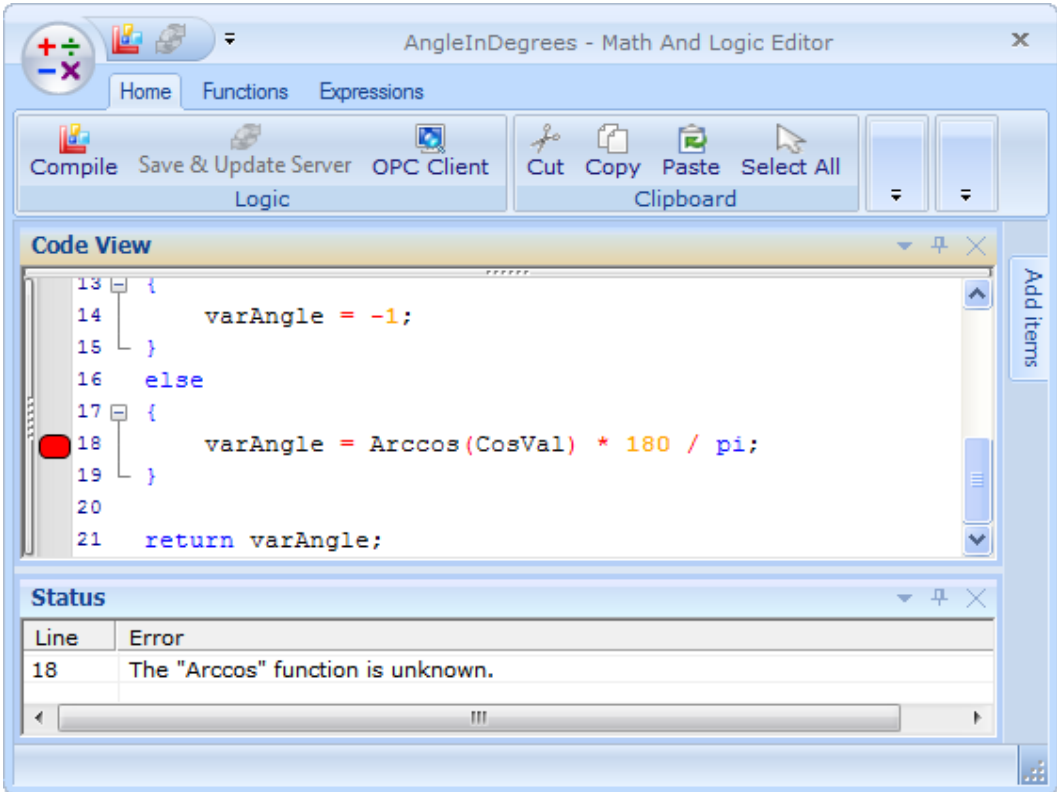 AngleInDegrees - Math And Logic Editor
Home Functions Expressions
Compile Save & Update Server OPC Client Cut Copy Paste Select All
Logic Clipboard
Code View
Add items
13 {
14 varAngle = -1;
15 }
16 else
17 {
18 varAngle = Arccos(CosVal) * 180 / pi;
19 }
20
21 return varAngle;
Status
Line Error
18 The "Arccos" function is unknown.